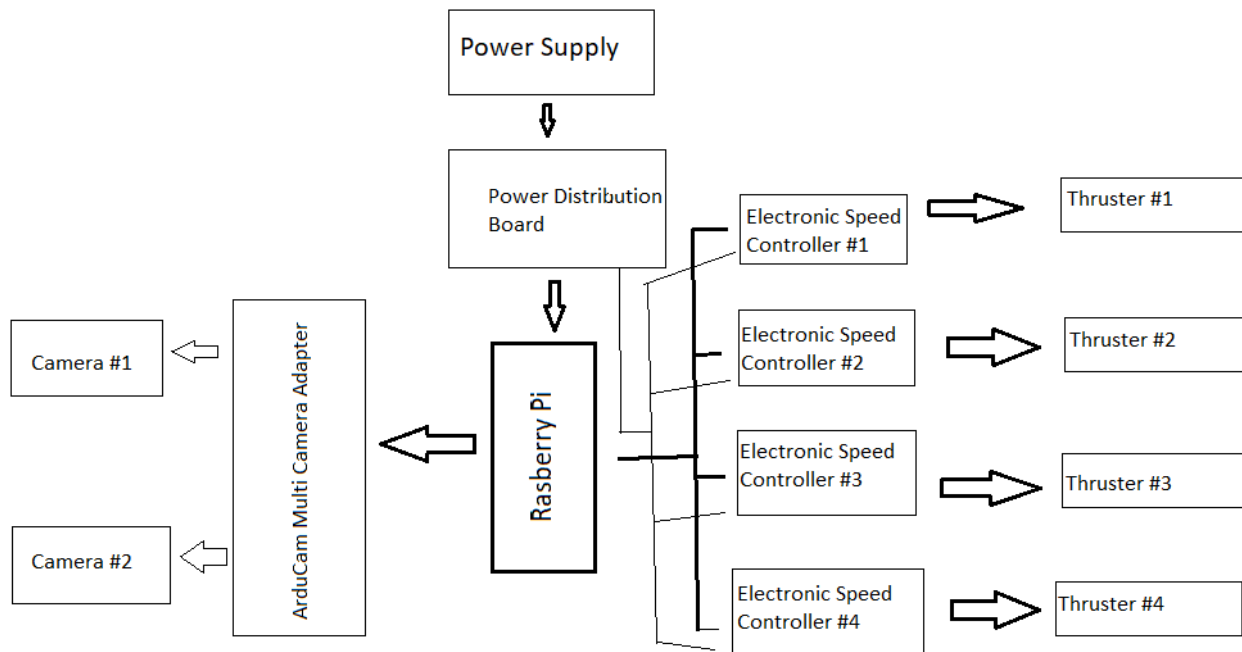 Power Supply
Power Distribution
Board
Electronic Speed
Controller #1
Thruster #1
Camera #1
ArduCam Multi Camera Adapter
Rasberry Pi
Electronic Speed
Controller #2
Thruster #2
Electronic Speed
Controller #3
Thruster #3
Camera #2
Electronic Speed
Controller #4
Thruster #4